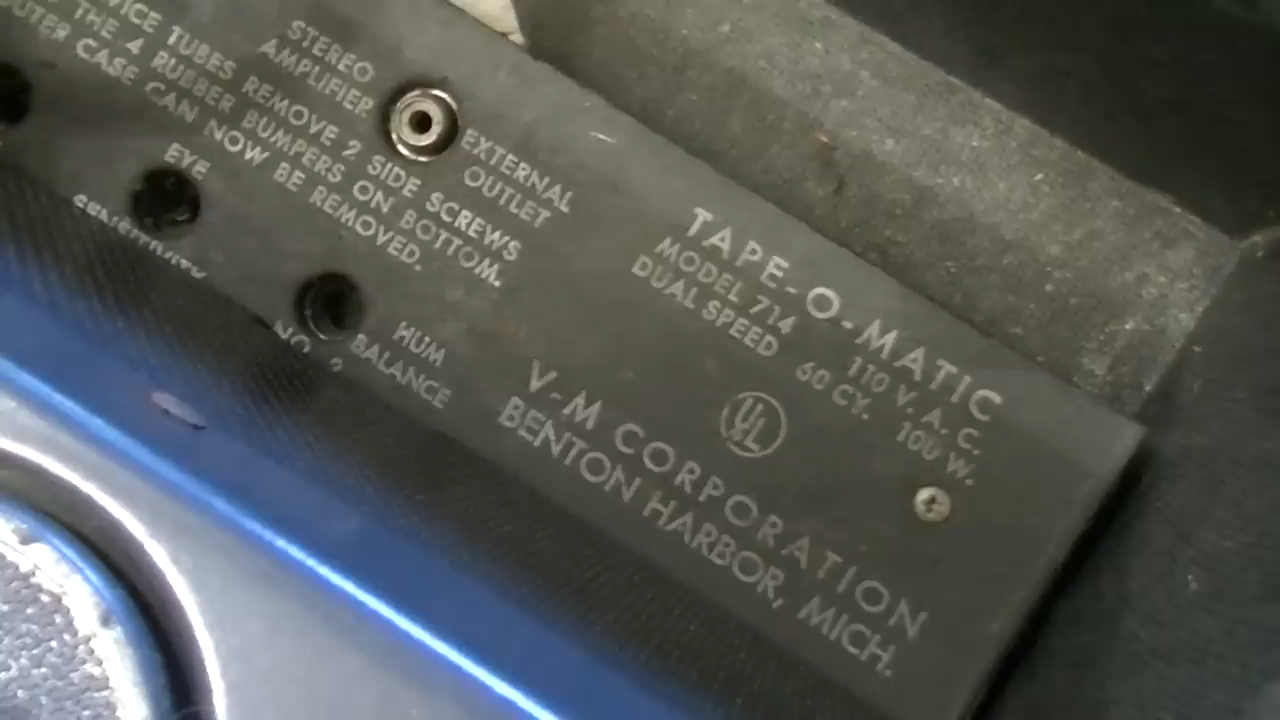 STEREO
AMPLIFIER
EXTERNAL
OUTLET
VICE TUBES REMOVE 2 SIDE SCREWS
THE 4 RUBBER BUMPERS ON BOTTOM.
OUTER CASE CAN NOW BE REMOVED.
EYE
HUM
BALANCE
NO.
TAPE-O-MATIC
MODEL 714 110 V. A. C.
DUAL SPEED 60 CY. 100 W.
UL
V-M CORPORATION
BENTON HARBOR, MICH.